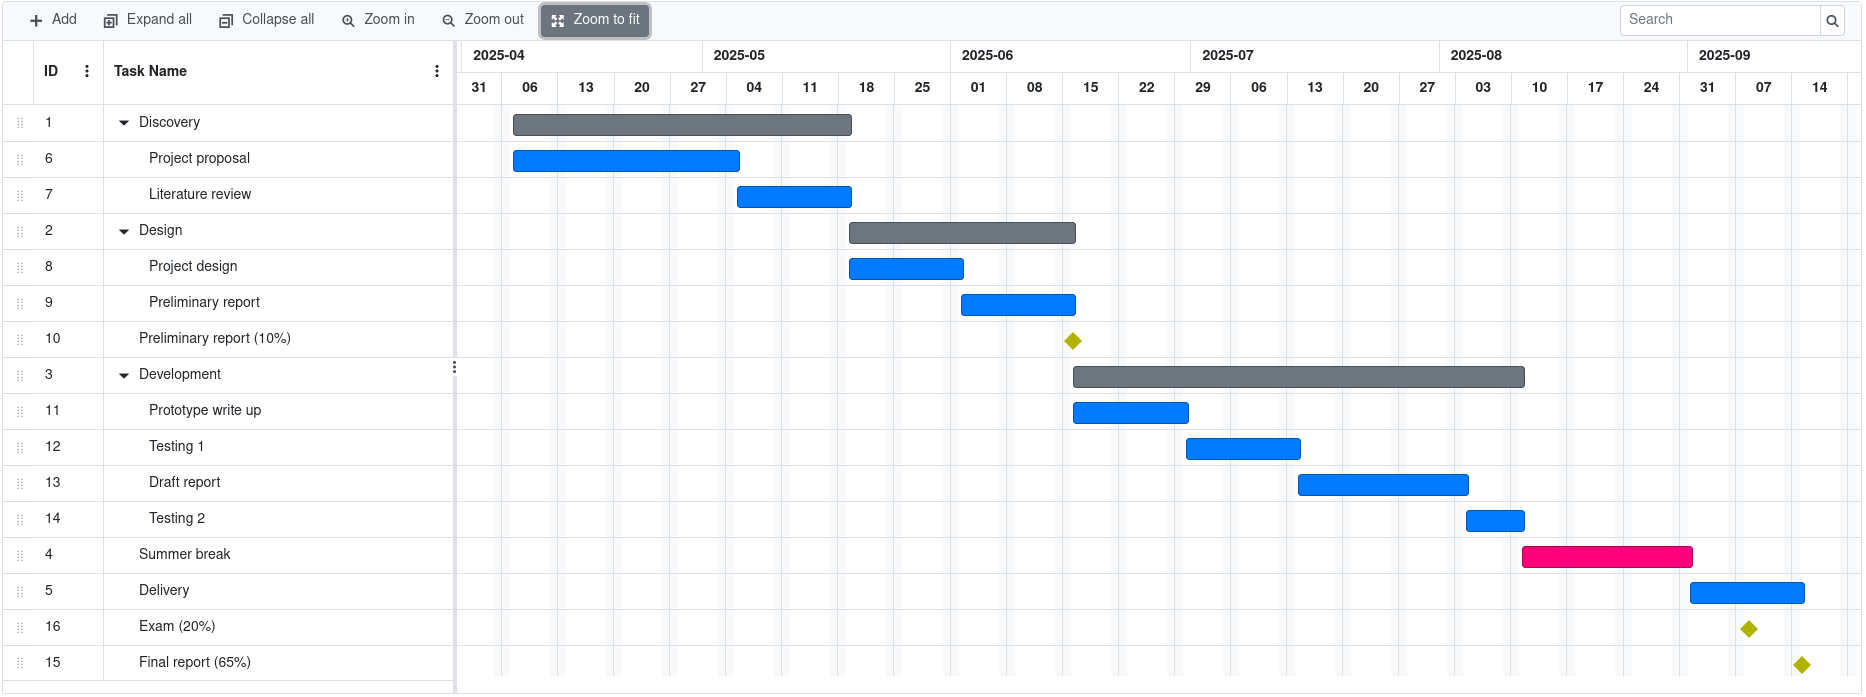 Add Expand all Collapse all Zoom in Zoom out Zoom to fit Search
2025-04 2025-05 2025-06 2025-07 2025-08 2025-09
ID Task Name
31 06 13 20 27 04 11 18 25 01 08 15 22 29 06 13 20 27 03 10 17 24 31 07 14
1 Discovery
6 Project proposal
7 Literature review
2 Design
8 Project design
9 Preliminary report
10 Preliminary report (10%)
3 Development
11 Prototype write up
12 Testing 1
13 Draft report
14 Testing 2
4 Summer break
5 Delivery
16 Exam (20%)
15 Final report (65%)